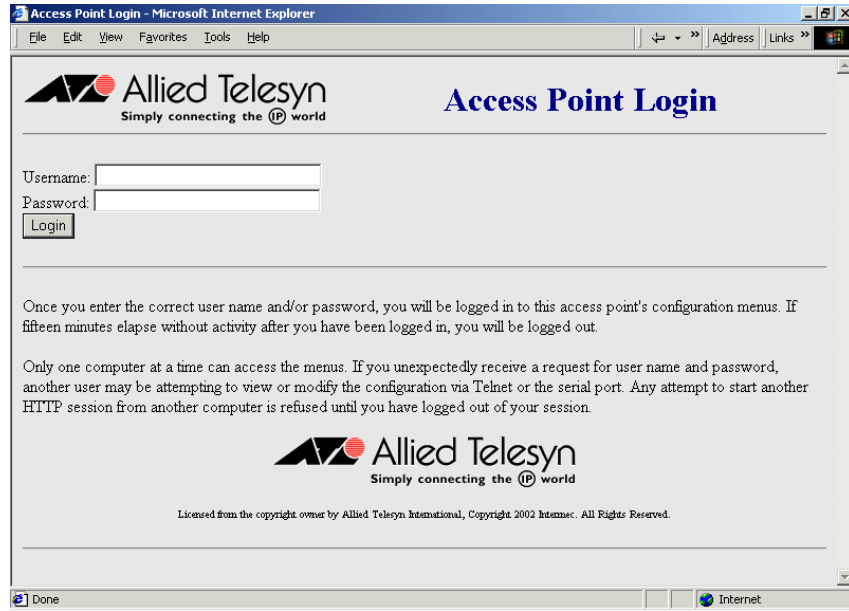 Access Point Login - Microsoft Internet Explorer
File Edit View Favorites Tools Help
» Address Links »
Allied Telesyn
Simply connecting the IP world
Access Point Login
Username:
Password:
Login
Once you enter the correct user name and/or password, you will be logged in to this access point's configuration menus. If
fifteen minutes elapse without activity after you have been logged in, you will be logged out.
Only one computer at a time can access the menus. If you unexpectedly receive a request for user name and password,
another user may be attempting to view or modify the configuration via Telnet or the serial port. Any attempt to start another
HTTP session from another computer is refused until you have logged out of your session.
Allied Telesyn
Simply connecting the IP world
Licensed from the copyright owner by Allied Telesyn International, Copyright 2002 Intermec. All Rights Reserved.
Done
Internet